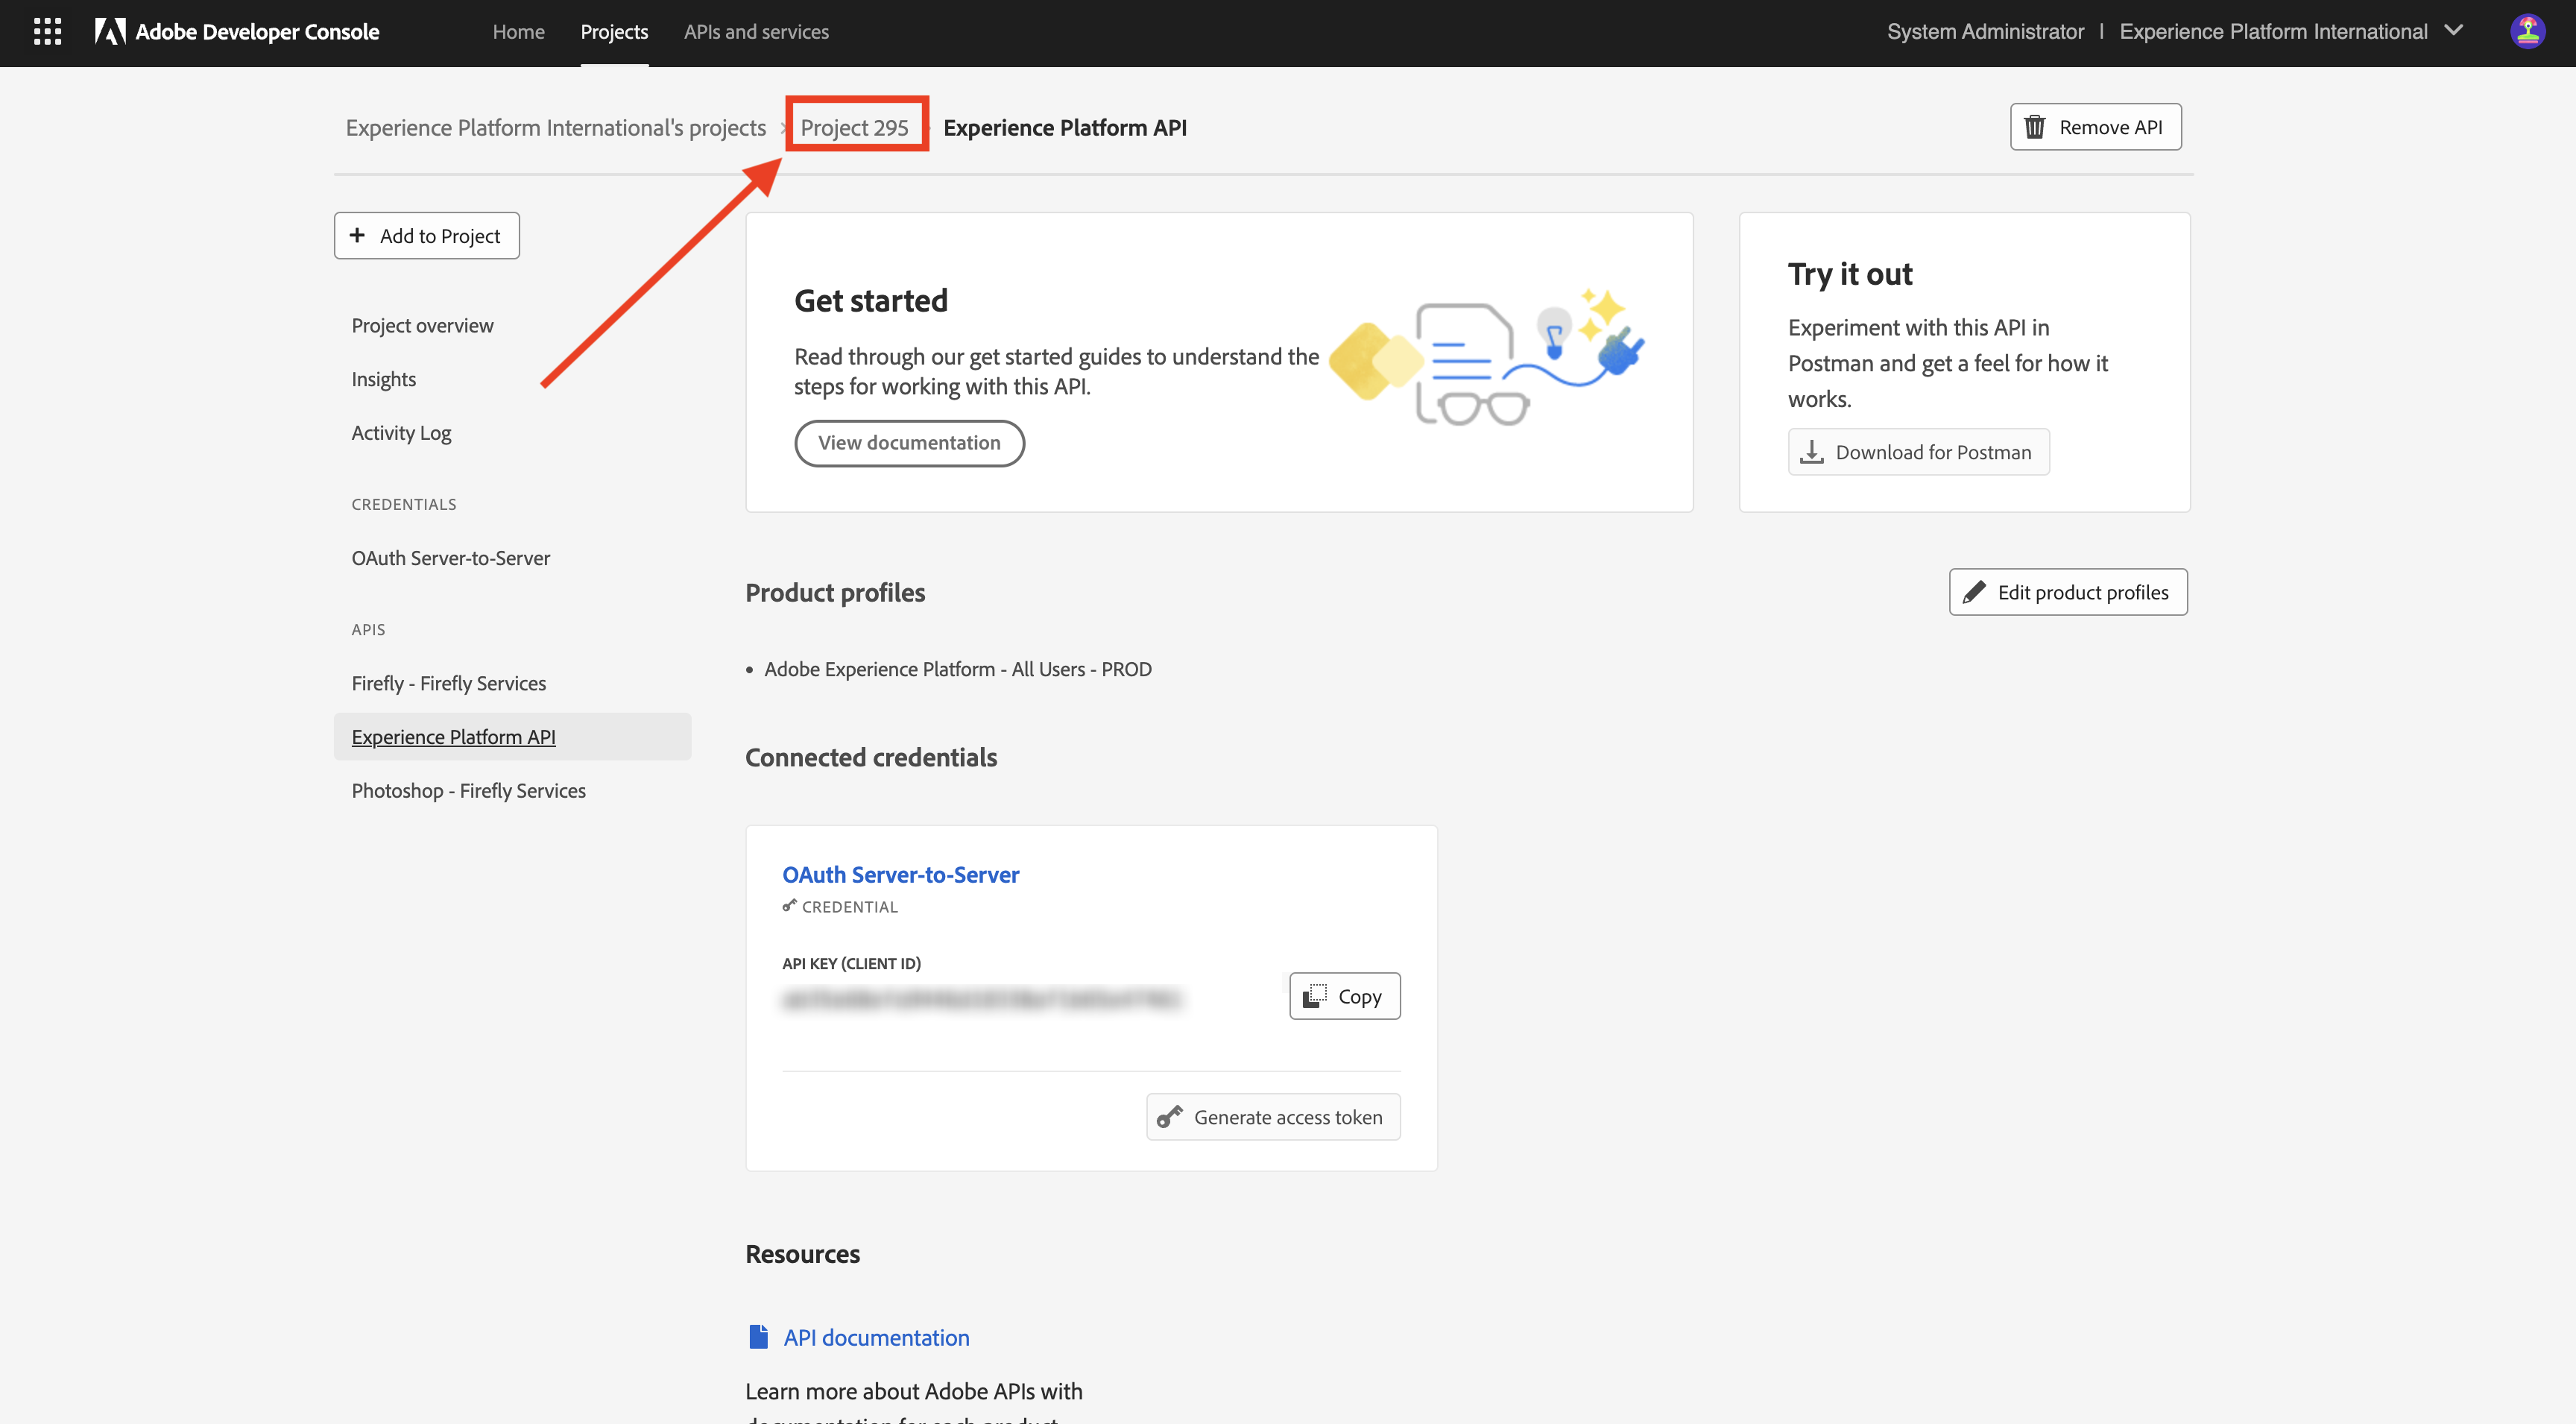 Adobe Developer Console
Home
Projects
APIs and services
System Administrator | Experience Platform International
Experience Platform International's projects › Project 295 Experience Platform API
Remove API
Add to Project
Project overview
Insights
Activity Log
CREDENTIALS
OAuth Server-to-Server
APIS
Firefly - Firefly Services
Experience Platform API
Photoshop - Firefly Services
Get started
Read through our get started guides to understand the
steps for working with this API.
View documentation
Try it out
Experiment with this API in
Postman and get a feel for how it
works.
Download for Postman
Product profiles
Edit product profiles
• Adobe Experience Platform - All Users - PROD
Connected credentials
OAuth Server-to-Server
CREDENTIAL
API KEY (CLIENT ID)
Copy
Generate access token
Resources
API documentation
Learn more about Adobe APIs with
documentation for each product